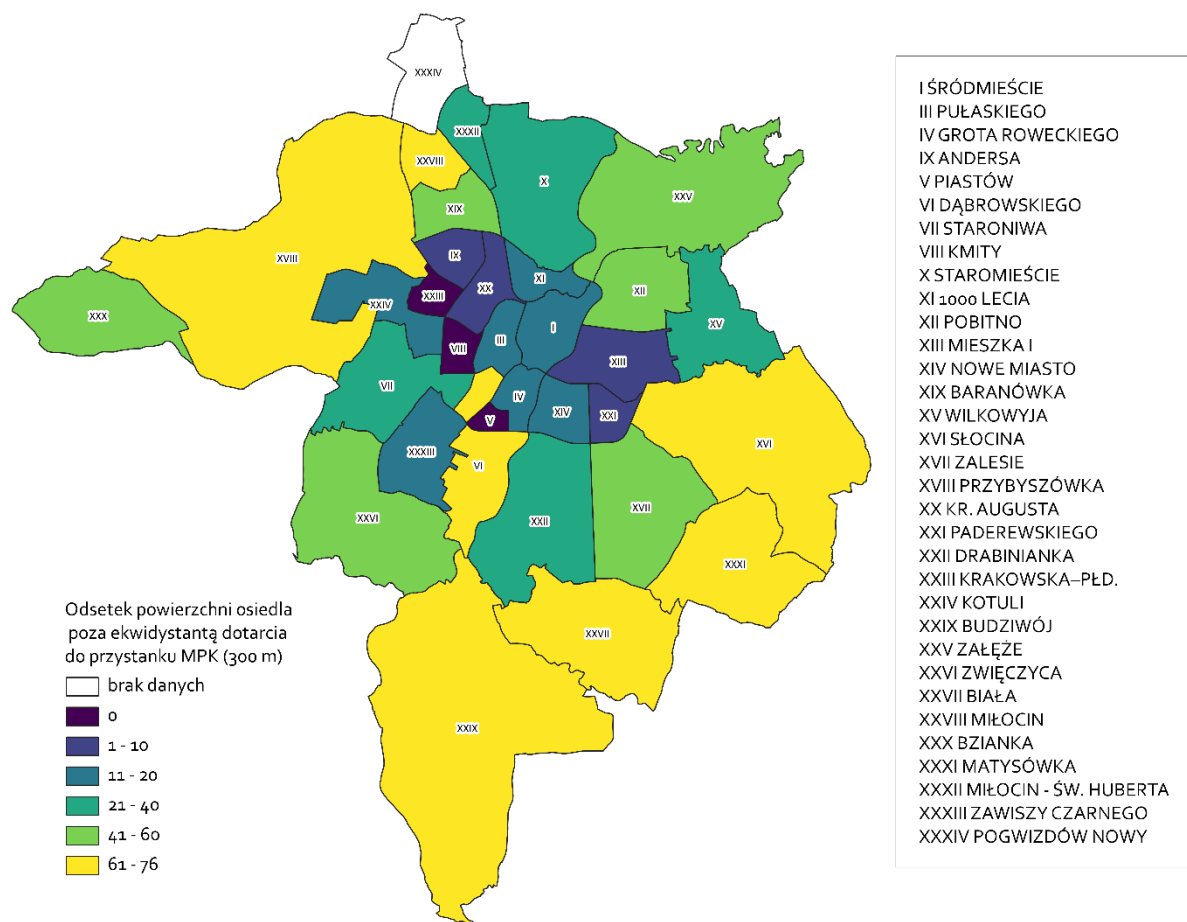 XXXIV
XXXII
XXVIII
X
XXV
XIX
IX
XVIII
XI
XX
XII
XXIII
XXIV
XXX
XV
I
III
VIII
XIII
VII
IV
XIV
XXI
V
XVI
XXXIII
VI
XXII
XVII
XXVI
XXXI
XXVII
XXIX
Odsetek powierzchni osiedla
poza ekwidystantą dotarcia
do przystanku MPK (300 m)
brak danych
0
1 - 10
11 - 20
21 - 40
41 - 60
61 - 76
I ŚRÓDMIEŚCIE
III PUŁASKIEGO
IV GROTA ROWECKIEGO
IX ANDERSA
V PIASTÓW
VI DĄBROWSKIEGO
VII STARONIWA
VIII KMITY
X STAROMIEŚCIE
XI 1000 LECIA
XII POBITNO
XIII MIESZKA I
XIV NOWE MIASTO
XIX BARANÓWKA
XV WILKOWYJA
XVI SŁOCINA
XVII ZALESIE
XVIII PRZYBYSZÓWKA
XX KR. AUGUSTA
XXI PADEREWSKIEGO
XXII DRABINIANKA
XXIII KRAKOWSKA–PŁD.
XXIV KOTULI
XXIX BUDZIWÓJ
XXV ZAŁĘŻE
XXVI ZWIĘCZYCA
XXVII BIAŁA
XXVIII MIŁOCIN
XXX BZIANKA
XXXI MATYSÓWKA
XXXII MIŁOCIN - ŚW. HUBERTA
XXXIII ZAWISZY CZARNEGO
XXXIV POGWIZDÓW NOWY